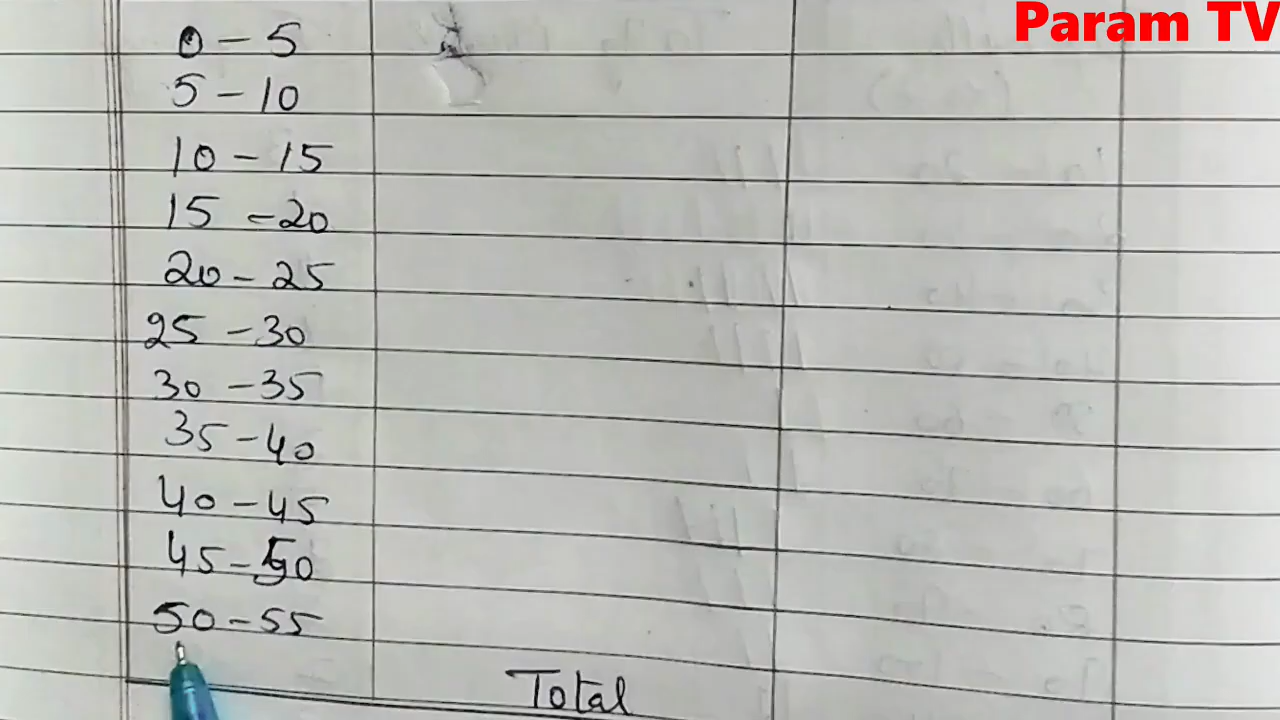 Param TV
0 - 5
5 - 10
10 - 15
15 - 20
20 - 25
25 - 30
30 - 35
35 - 40
40 - 45
45 - 50
50 - 55
Total